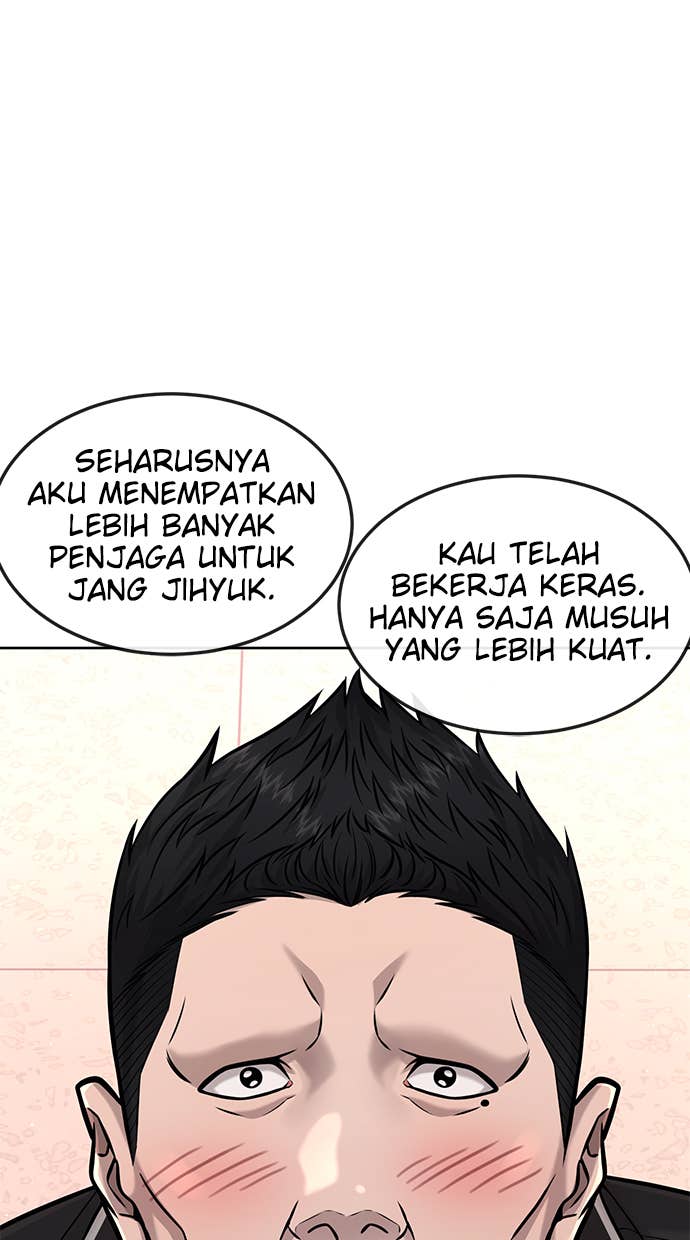 SEHARUSNYA
AKU MENEMPATKAN
LEBIH BANYAK
PENJAGA UNTUK
JANG JIHYUK.
KAU TELAH
BEKERJA KERAS.
HANYA SAJA MUSUH
YANG LEBIH KUAT.